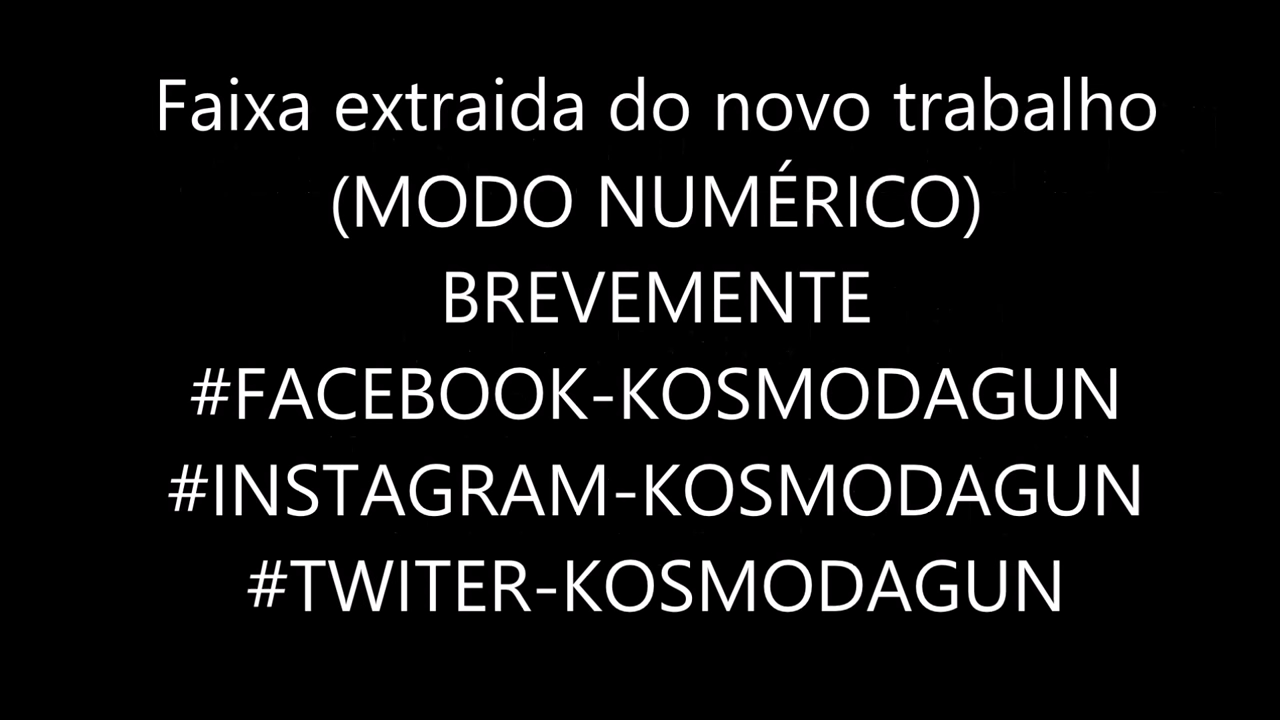 Faixa extraida do novo trabalho
(MODO NUMÉRICO)
BREVEMENTE
#FACEBOOK-KOSMODAGUN
#INSTAGRAM-KOSMODAGUN
#TWITER-KOSMODAGUN